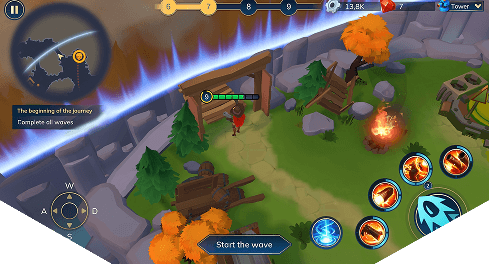 6 7 8 9
13,8K
7
Tower
The beginning of the journey
Complete all waves
9
W
A D
S
2
Start the wave